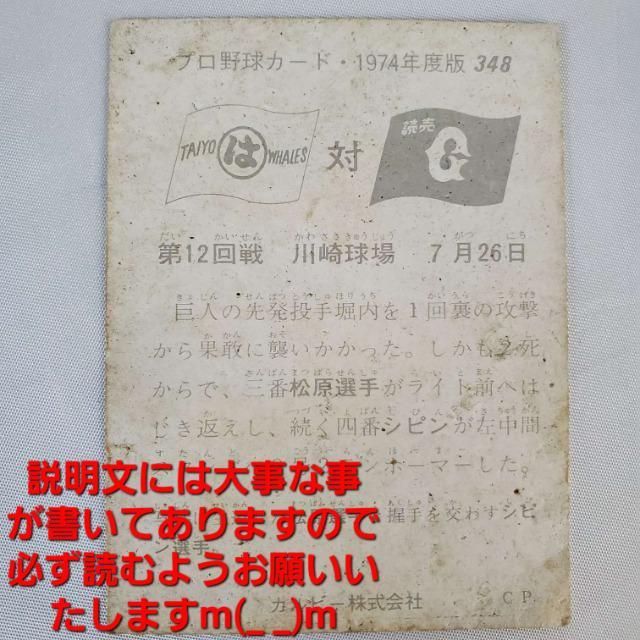 プロ野球カード・1974年度版 348
TAIYO は WHALES 対 読売 G
第12回戦 川崎球場 7月26日
巨人の先発投手堀内を1回裏の攻撃
から果敢に襲いかかった。しかも2死
からで、三番松原選手がライト前へは
じき返えし、続く四番シピンが左中間
ンホーマーした。
握手を交わすシピ
ン選手
カルビー株式会社 C P.
説明文には大事な事
が書いてありますので
必ず読むようお願いい
たしますm(_ _)m